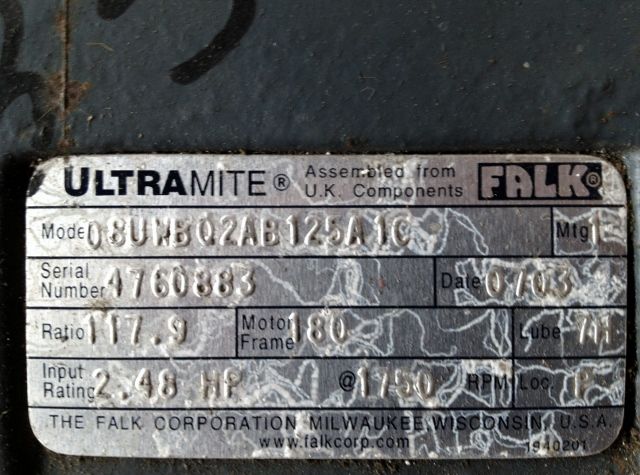 ULTRAMITE® Assembled from U.K. Components FALK®
Model 08UWBQ2AB125A1C Mtg 1
Serial Number 4760883 Date 0703
Ratio 117.9 Motor Frame 180 Lube 7H
Input Rating 2.48 HP @1750 RPM Loc. P
THE FALK CORPORATION MILWAUKEE, WISCONSIN, U.S.A.
www.falkcorp.com 1940201